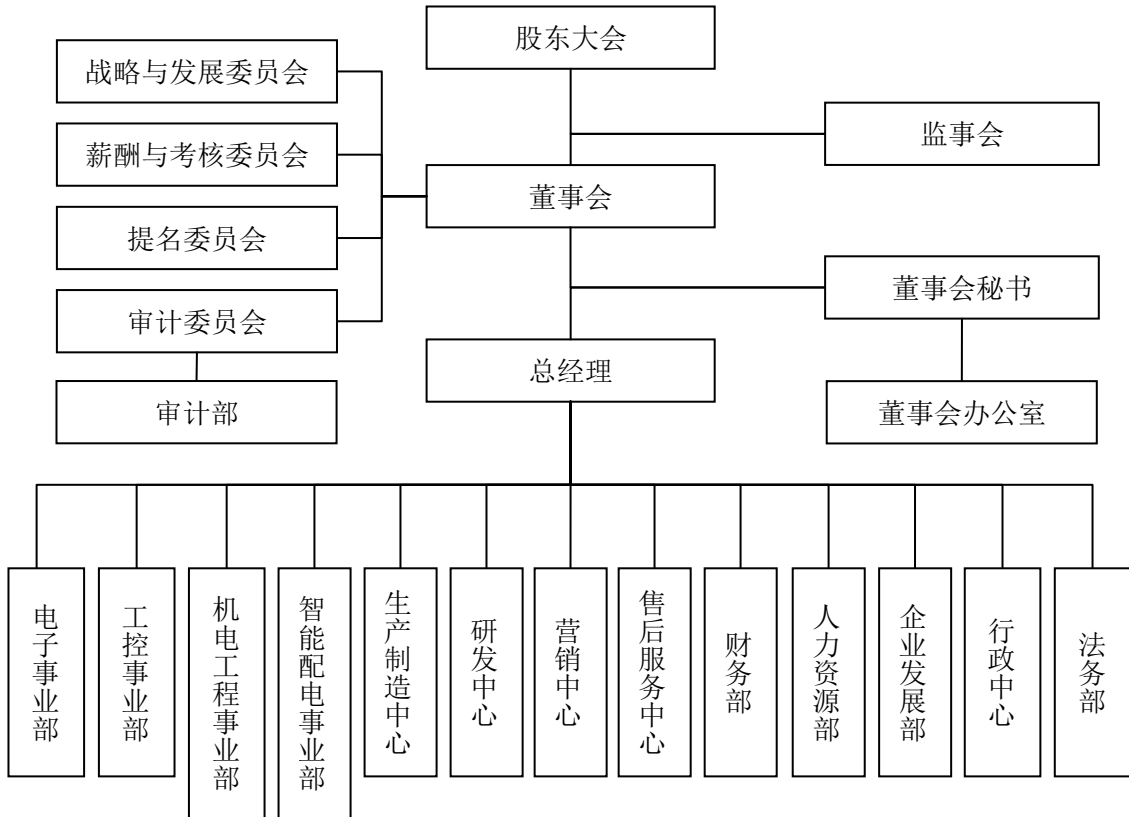 股东大会
战略与发展委员会
监事会
薪酬与考核委员会
董事会
提名委员会
董事会秘书
审计委员会
总经理
审计部
董事会办公室
电子事业部
工控事业部
机电工程事业部
智能配电事业部
生产制造中心
研发中心
营销中心
售后服务中心
财务部
人力资源部
企业发展部
行政中心
法务部